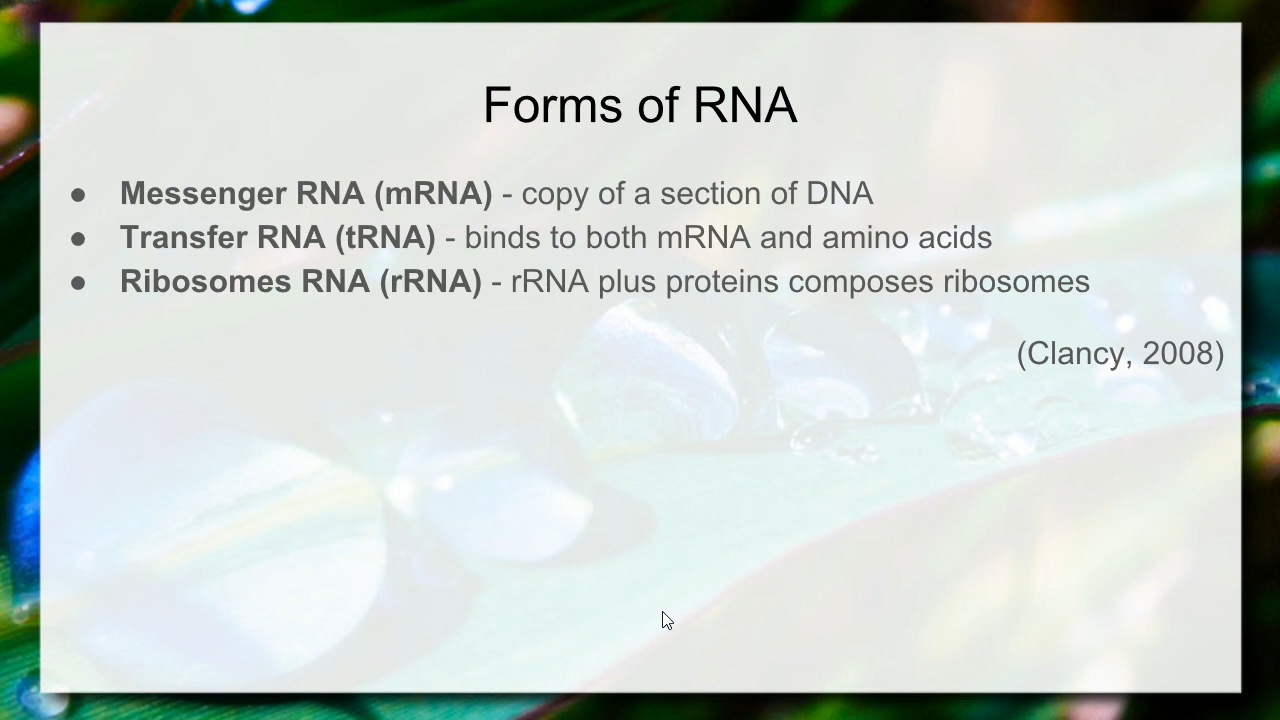 Forms of RNA
● Messenger RNA (mRNA) - copy of a section of DNA
● Transfer RNA (tRNA) - binds to both mRNA and amino acids
● Ribosomes RNA (rRNA) - rRNA plus proteins composes ribosomes
(Clancy, 2008)